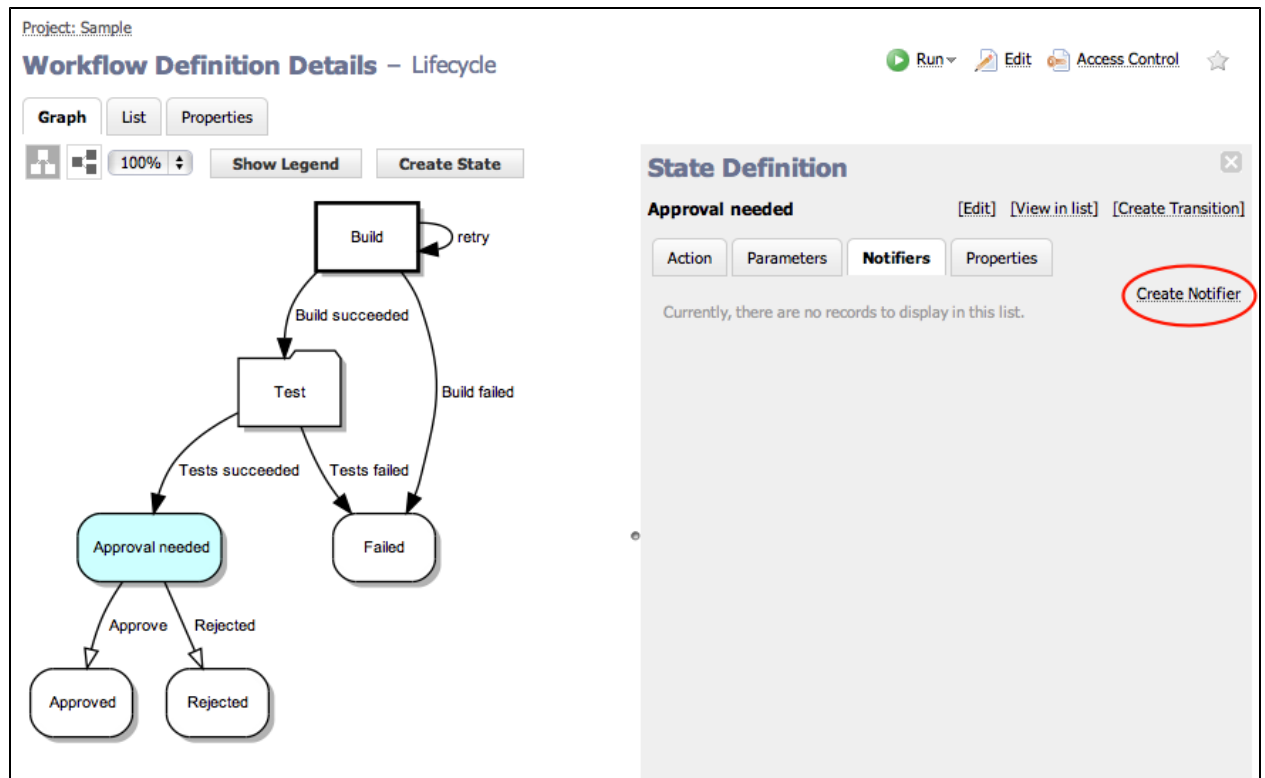 Project: Sample
Workflow Definition Details – Lifecycle
Run Edit Access Control
Graph List Properties
100% Show Legend Create State
State Definition
Approval needed [Edit] [View in list] [Create Transition]
Action Parameters Notifiers Properties
Create Notifier
Currently, there are no records to display in this list.
Build retry
Build succeeded
Test
Build failed
Tests succeeded Tests failed
Approval needed Failed
Approve Rejected
Approved Rejected